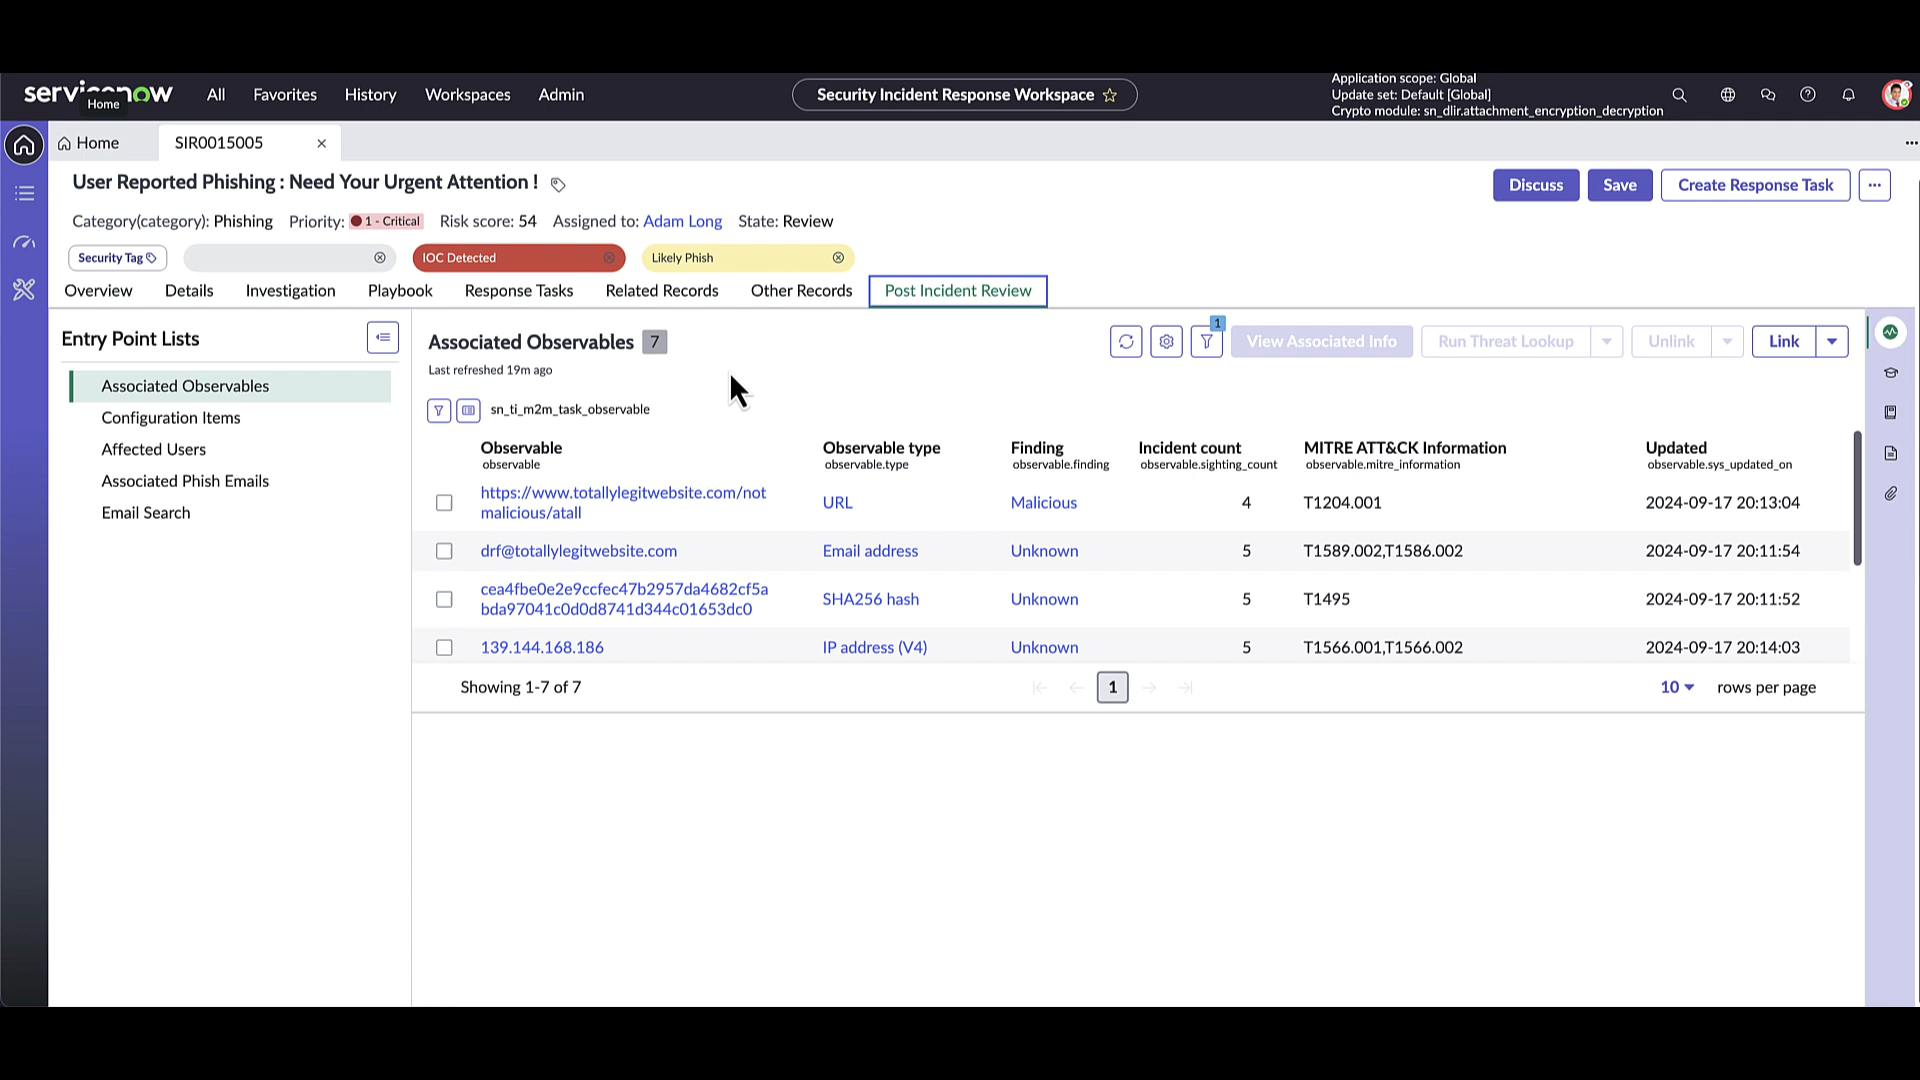 servicenow
Home
All
Favorites
History
Workspaces
Admin
Security Incident Response Workspace
Application scope: Global
Update set: Default [Global]
Crypto module: sn_dlir.attachment_encryption_decryption
Home
SIR0015005
User Reported Phishing : Need Your Urgent Attention !
Discuss
Save
Create Response Task
Category(category): Phishing
Priority: 1 - Critical
Risk score: 54
Assigned to: Adam Long
State: Review
Security Tag
IOC Detected
Likely Phish
Overview
Details
Investigation
Playbook
Response Tasks
Related Records
Other Records
Post Incident Review
Entry Point Lists
Associated Observables
Configuration Items
Affected Users
Associated Phish Emails
Email Search
Associated Observables 7
Last refreshed 19m ago
1
View Associated Info
Run Threat Lookup
Unlink
Link
sn_ti_m2m_task_observable
Observable Observable type Finding Incident count MITRE ATT&CK Information Updated
observable observable.type observable.finding observable.sighting_count observable.mitre_information observable.sys_updated_on
https://www.totallylegitwebsite.com/not
malicious/atall
URL Malicious 4 T1204.001 2024-09-17 20:13:04
drf@totallylegitwebsite.com Email address Unknown 5 T1589.002,T1586.002 2024-09-17 20:11:54
cea4fbe0e2e9ccfec47b2957da4682cf5a
bda97041c0d0d8741d344c01653dc0
SHA256 hash Unknown 5 T1495 2024-09-17 20:11:52
139.144.168.186 IP address (V4) Unknown 5 T1566.001,T1566.002 2024-09-17 20:14:03
Showing 1-7 of 7
1
10 rows per page